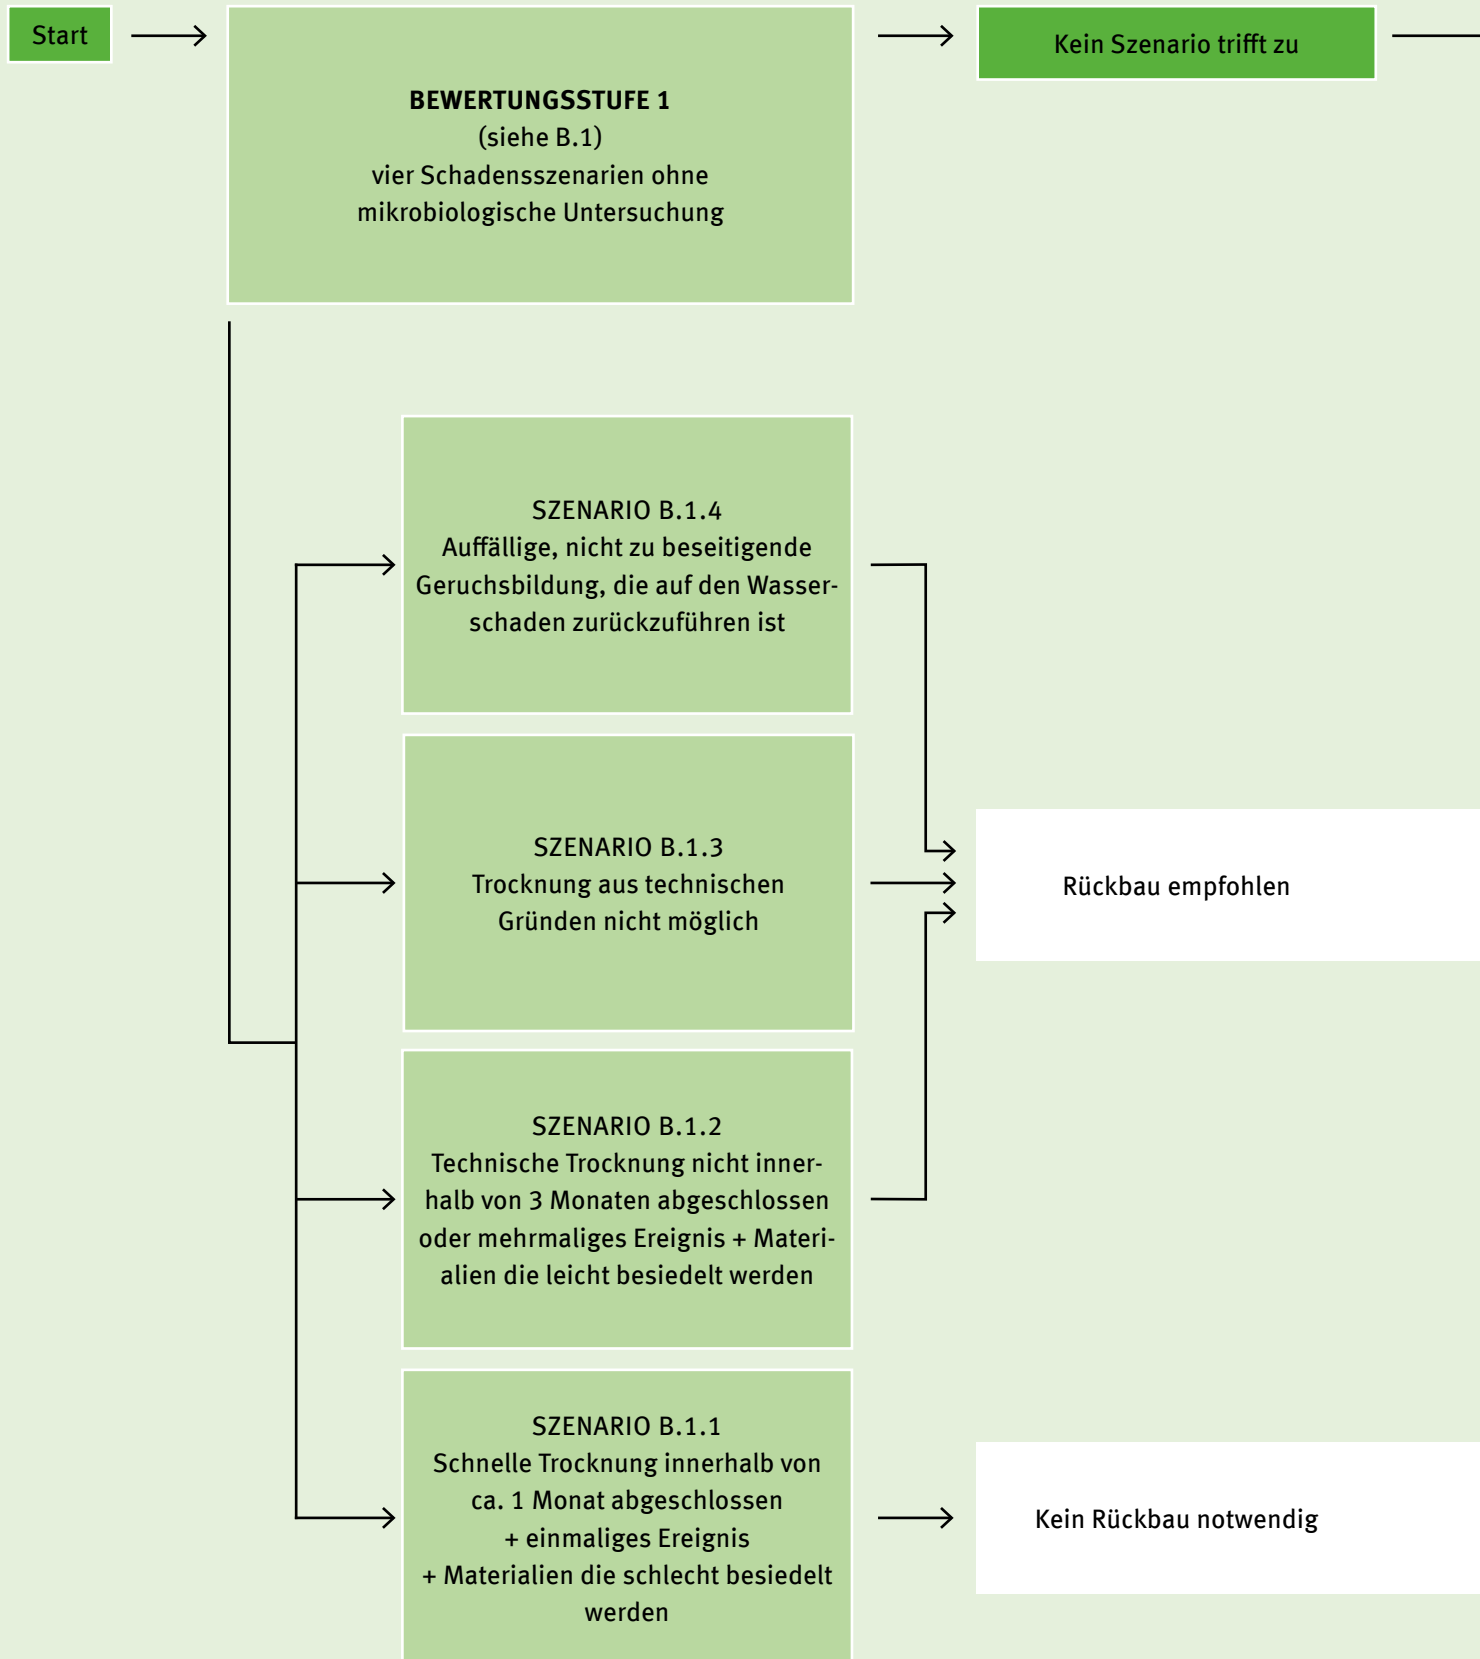 Start
BEWERTUNGSSTUFE 1
(siehe B.1)
vier Schadensszenarien ohne
mikrobiologische Untersuchung
Kein Szenario trifft zu
SZENARIO B.1.4
Auffällige, nicht zu beseitigende
Geruchsbildung, die auf den Wasser-
schaden zurückzuführen ist
SZENARIO B.1.3
Trocknung aus technischen
Gründen nicht möglich
Rückbau empfohlen
SZENARIO B.1.2
Technische Trocknung nicht inner-
halb von 3 Monaten abgeschlossen
oder mehrmaliges Ereignis + Materi-
alien die leicht besiedelt werden
SZENARIO B.1.1
Schnelle Trocknung innerhalb von
ca. 1 Monat abgeschlossen
+ einmaliges Ereignis
+ Materialien die schlecht besiedelt
werden
Kein Rückbau notwendig